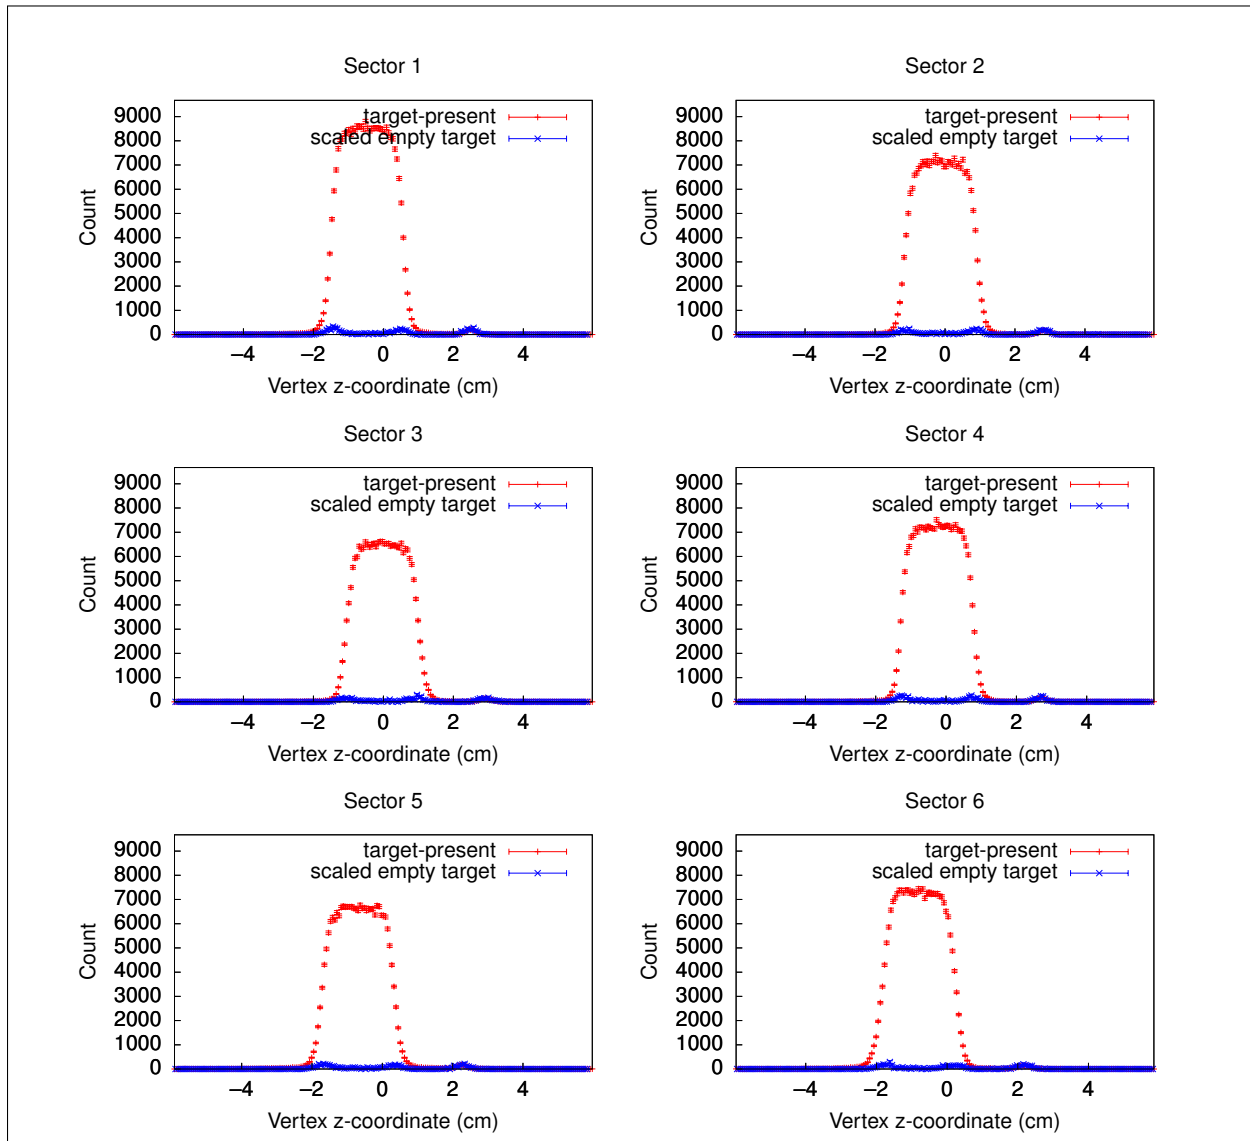 Sector 1
9000
8000
7000
6000
5000
4000
3000
2000
1000
0
Count
target-present
scaled empty target
−4 −2 0 2 4
Vertex z-coordinate (cm)
Sector 2
9000
8000
7000
6000
5000
4000
3000
2000
1000
0
Count
target-present
scaled empty target
−4 −2 0 2 4
Vertex z-coordinate (cm)
Sector 3
9000
8000
7000
6000
5000
4000
3000
2000
1000
0
Count
target-present
scaled empty target
−4 −2 0 2 4
Vertex z-coordinate (cm)
Sector 4
9000
8000
7000
6000
5000
4000
3000
2000
1000
0
Count
target-present
scaled empty target
−4 −2 0 2 4
Vertex z-coordinate (cm)
Sector 5
9000
8000
7000
6000
5000
4000
3000
2000
1000
0
Count
target-present
scaled empty target
−4 −2 0 2 4
Vertex z-coordinate (cm)
Sector 6
9000
8000
7000
6000
5000
4000
3000
2000
1000
0
Count
target-present
scaled empty target
−4 −2 0 2 4
Vertex z-coordinate (cm)